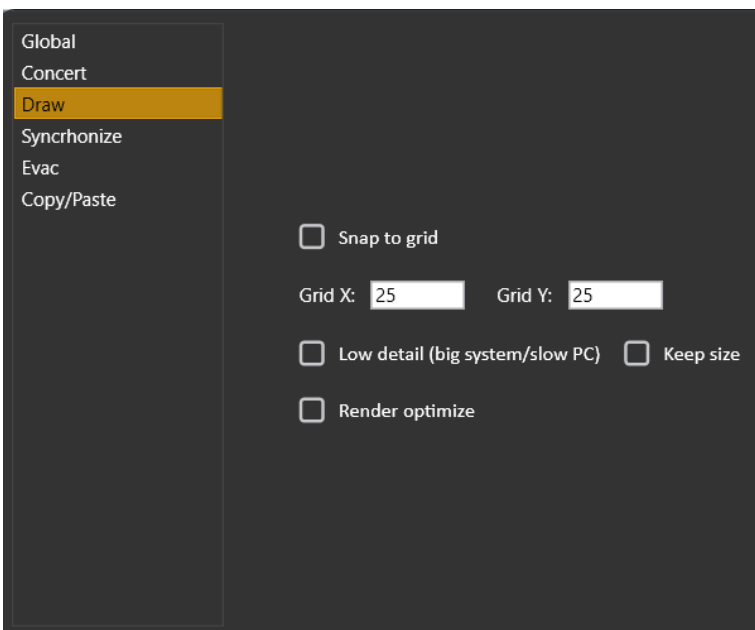 Global
Concert
Draw
Syncrhonize
Evac
Copy/Paste
Snap to grid
Grid X: 25 Grid Y: 25
Low detail (big system/slow PC) Keep size
Render optimize